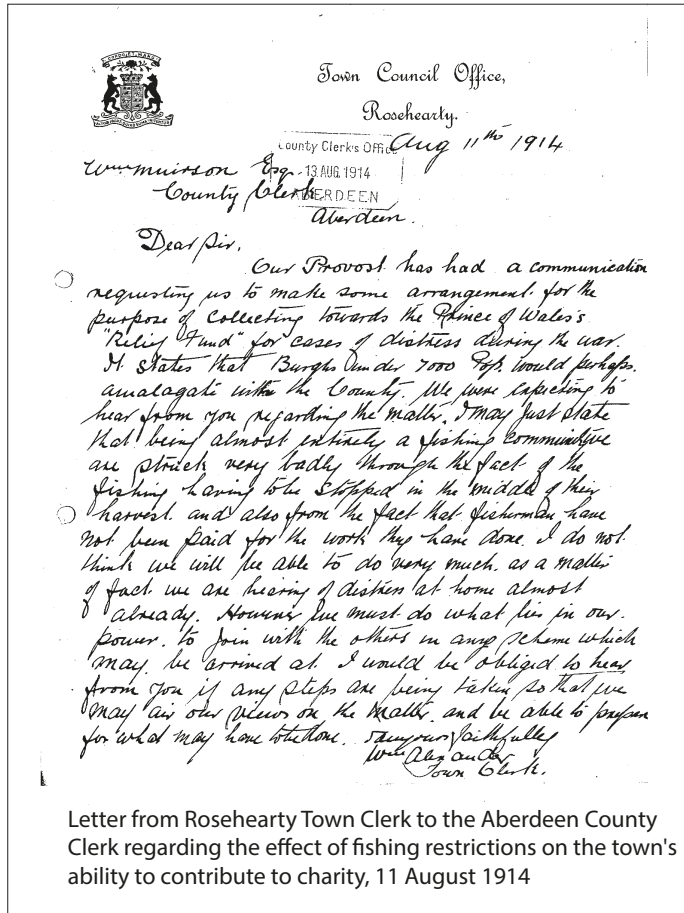 Town Council Office,
Rosehearty.
Aug 11th 1914
County Clerk's Office
13 AUG. 1914
ABERDEEN
Wm Muirson Esq.
County Clerk
Aberdeen.
Dear Sir.
Our Provost has had a communication
requesting us to make some arrangement. for the
purpose of Collecting towards the Prince of Wales's
"Relief Fund" for cases of distress during the war.
It states that Burghs under 7000 Pop. would perhaps.
amalagate with the County. We were expecting to
hear from you regarding the matter. I may just state
that being almost entirely a fishing communitive
are struck very badly through the fact of the
fishing having to be Stopped in the middle of their
harvest. and also from the fact that fisherman have
not been paid for the work they have done. I do not
think we will be able to do very much. as a matter
of fact we are hearing of distress at home almost
already. However we must do what lies in our
power. to Join with the others in any scheme which
may be arrived at. I would be obliged to hear
from you if any steps are being taken so that we
may air our views on the Matter. and be able to prepare
for what may have to be done. I am yours faithfully
Wm Alexander
Town Clerk.
Letter from Rosehearty Town Clerk to the Aberdeen County
Clerk regarding the effect of fishing restrictions on the town's
ability to contribute to charity, 11 August 1914